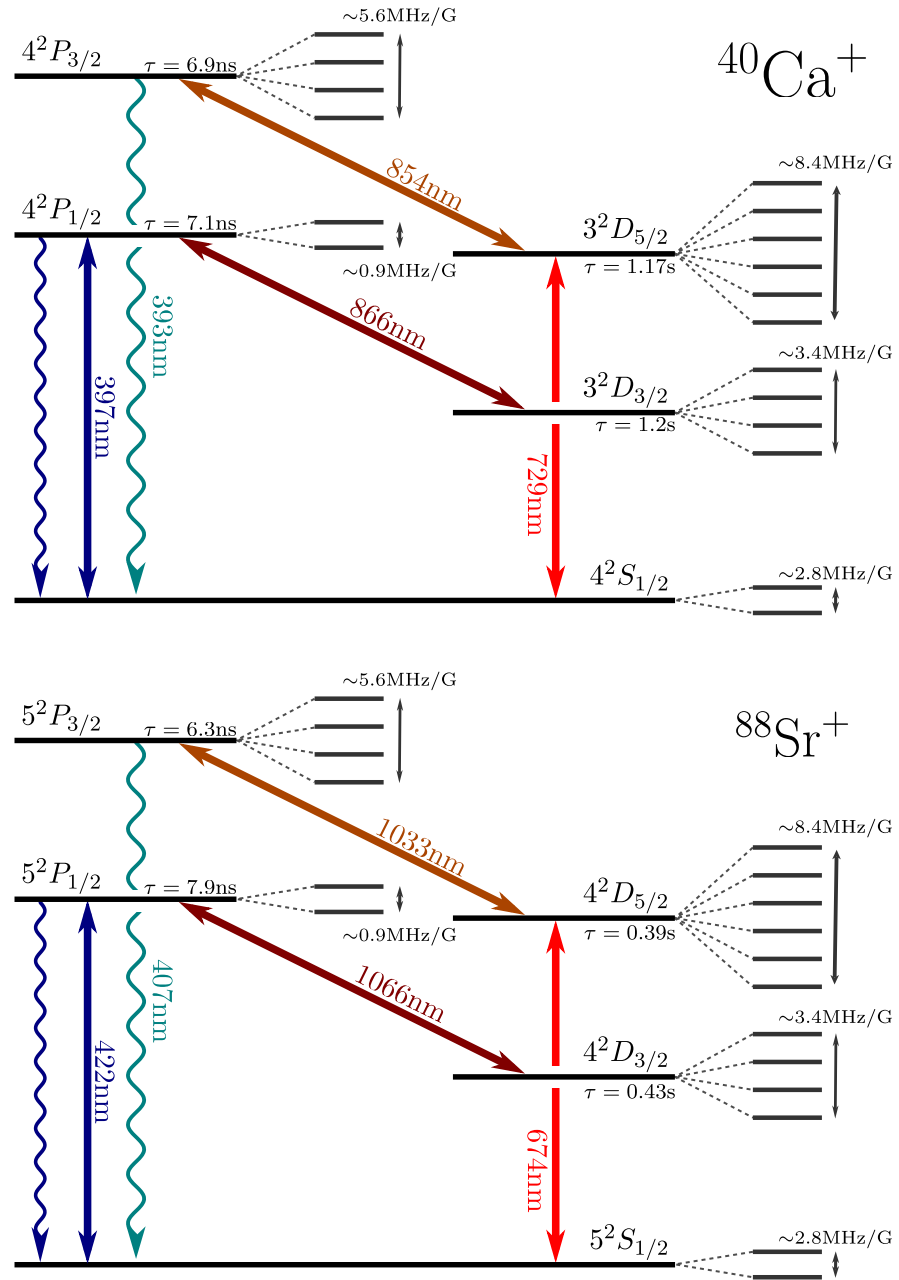 ~5.6MHz/G
4²P₃/₂
τ = 6.9ns
⁴⁰Ca⁺
854nm
~8.4MHz/G
4²P₁/₂
τ = 7.1ns
~0.9MHz/G
3²D₅/₂
τ = 1.17s
393nm
866nm
~3.4MHz/G
397nm
3²D₃/₂
τ = 1.2s
729nm
4²S₁/₂
~2.8MHz/G
~5.6MHz/G
5²P₃/₂
τ = 6.3ns
⁸⁸Sr⁺
1033nm
~8.4MHz/G
5²P₁/₂
τ = 7.9ns
~0.9MHz/G
4²D₅/₂
τ = 0.39s
407nm
1066nm
~3.4MHz/G
422nm
4²D₃/₂
τ = 0.43s
674nm
5²S₁/₂
~2.8MHz/G